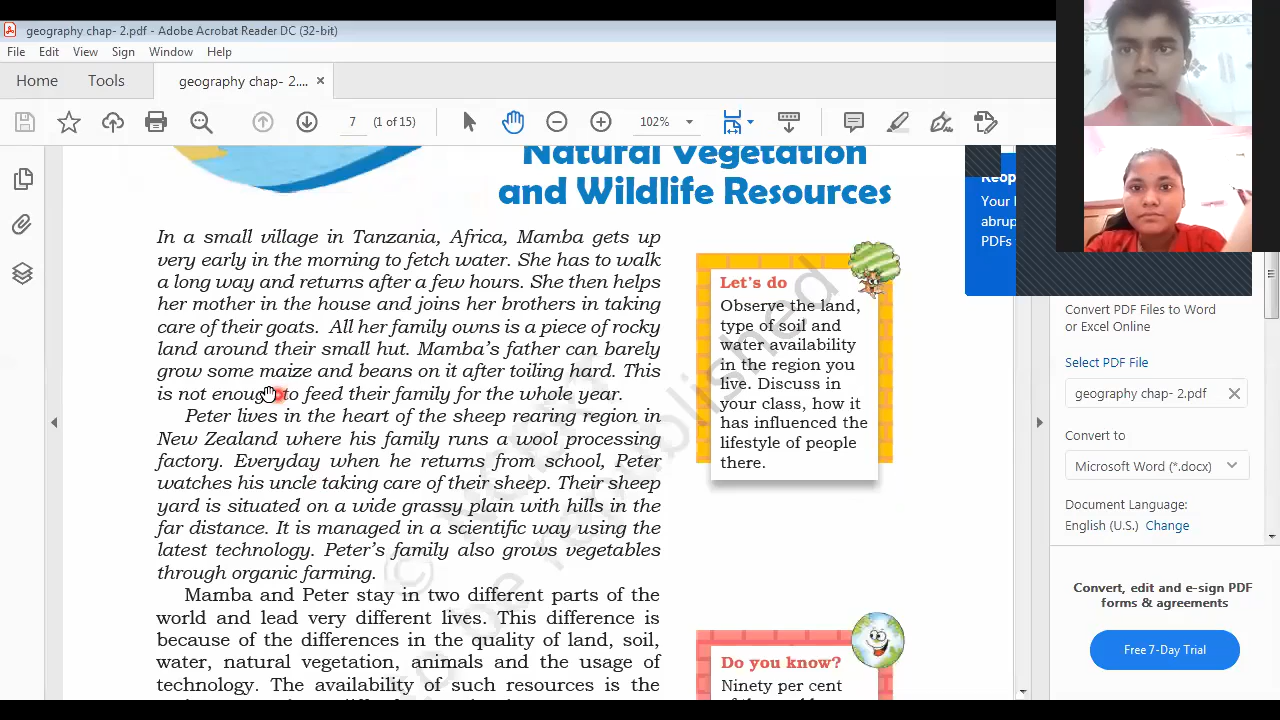 geography chap- 2.pdf - Adobe Acrobat Reader DC (32-bit)
File Edit View Sign Window Help
Home Tools geography chap- 2.... ×
7 (1 of 15) 102%
Natural Vegetation
and Wildlife Resources
In a small village in Tanzania, Africa, Mamba gets up
very early in the morning to fetch water. She has to walk
a long way and returns after a few hours. She then helps
her mother in the house and joins her brothers in taking
care of their goats. All her family owns is a piece of rocky
land around their small hut. Mamba's father can barely
grow some maize and beans on it after toiling hard. This
is not enough to feed their family for the whole year.
Peter lives in the heart of the sheep rearing region in
New Zealand where his family runs a wool processing
factory. Everyday when he returns from school, Peter
watches his uncle taking care of their sheep. Their sheep
yard is situated on a wide grassy plain with hills in the
far distance. It is managed in a scientific way using the
latest technology. Peter's family also grows vegetables
through organic farming.
Mamba and Peter stay in two different parts of the
world and lead very different lives. This difference is
because of the differences in the quality of land, soil,
water, natural vegetation, animals and the usage of
technology. The availability of such resources is the
Let's do
Observe the land,
type of soil and
water availability
in the region you
live. Discuss in
your class, how it
has influenced the
lifestyle of people
there.
Do you know?
Ninety per cent
©
be
published
Reop
Your
abrup
PDFs
Convert PDF Files to Word
or Excel Online
Select PDF File
geography chap- 2.pdf
Convert to
Microsoft Word (*.docx)
Document Language:
English (U.S.) Change
Convert, edit and e-sign PDF
forms & agreements
Free 7-Day Trial